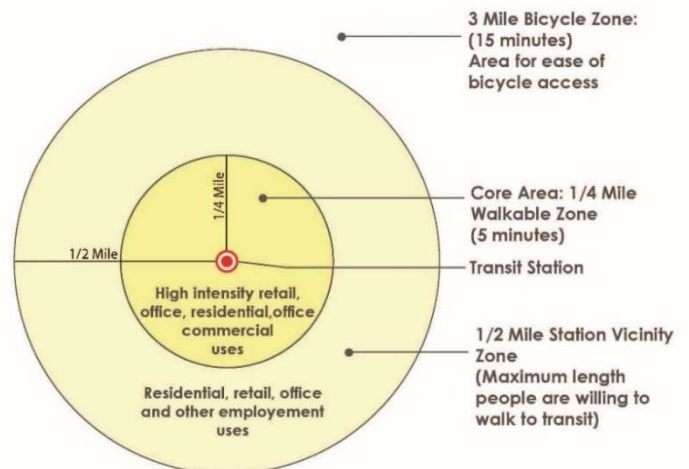 3 Mile Bicycle Zone:
(15 minutes)
Area for ease of
bicycle access
1/4 Mile
Core Area: 1/4 Mile
Walkable Zone
(5 minutes)
1/2 Mile
Transit Station
High intensity retail,
office, residential,office
commercial
uses
1/2 Mile Station Vicinity
Zone
(Maximum length
people are willing to
walk to transit)
Residential, retail, office
and other employement
uses